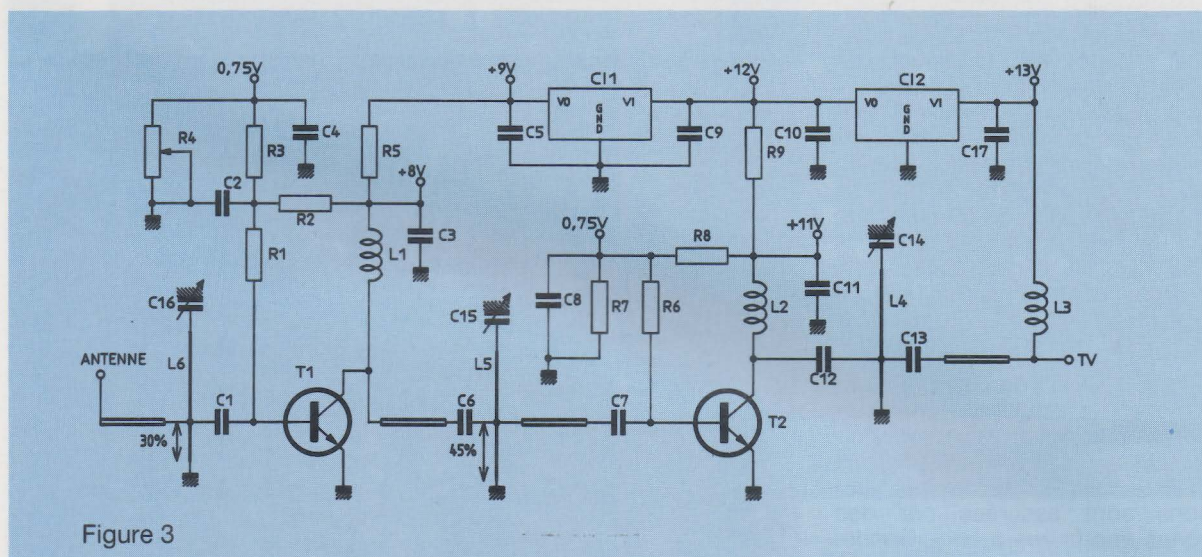 0,75V
+9V
CI1
+12V
CI2
+13V
VO
GND
VI
VO
GND
VI
R4
R3
C4
R5
C5
C9
R9
C10
C17
+8V
C2
R2
C3
0,75V
R8
+11V
C14
R1
L1
C16
C15
C8
R7
R6
L2
C11
L4
L3
ANTENNE
L6
T1
L5
C12
C13
TV
C1
C6
C7
T2
30%
45%
Figure 3